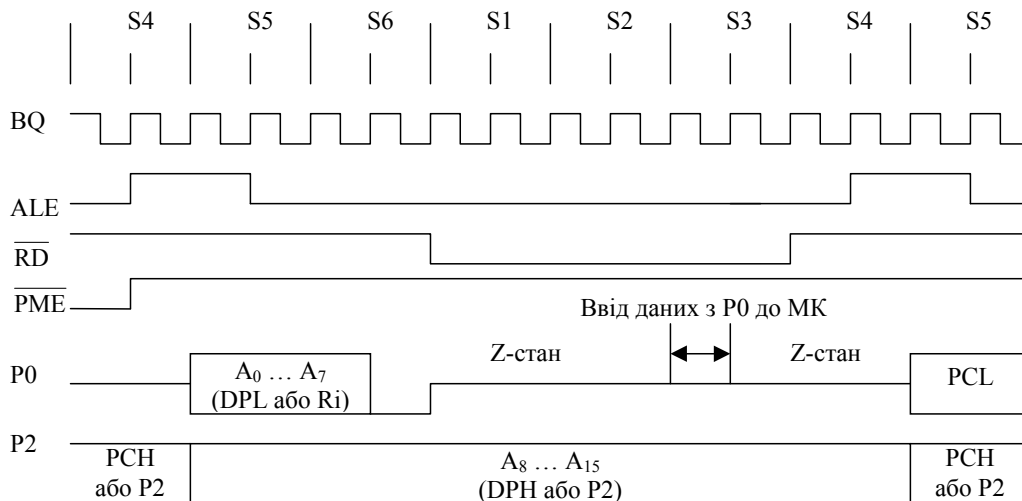 S4 S5 S6 S1 S2 S3 S4 S5
BQ
ALE
RD
PME
Ввід даних з P0 до МК
Z-стан Z-стан
P0
A0 … A7
(DPL або Ri)
PCL
P2
PCH
або P2
A8 … A15
(DPH або P2)
PCH
або P2